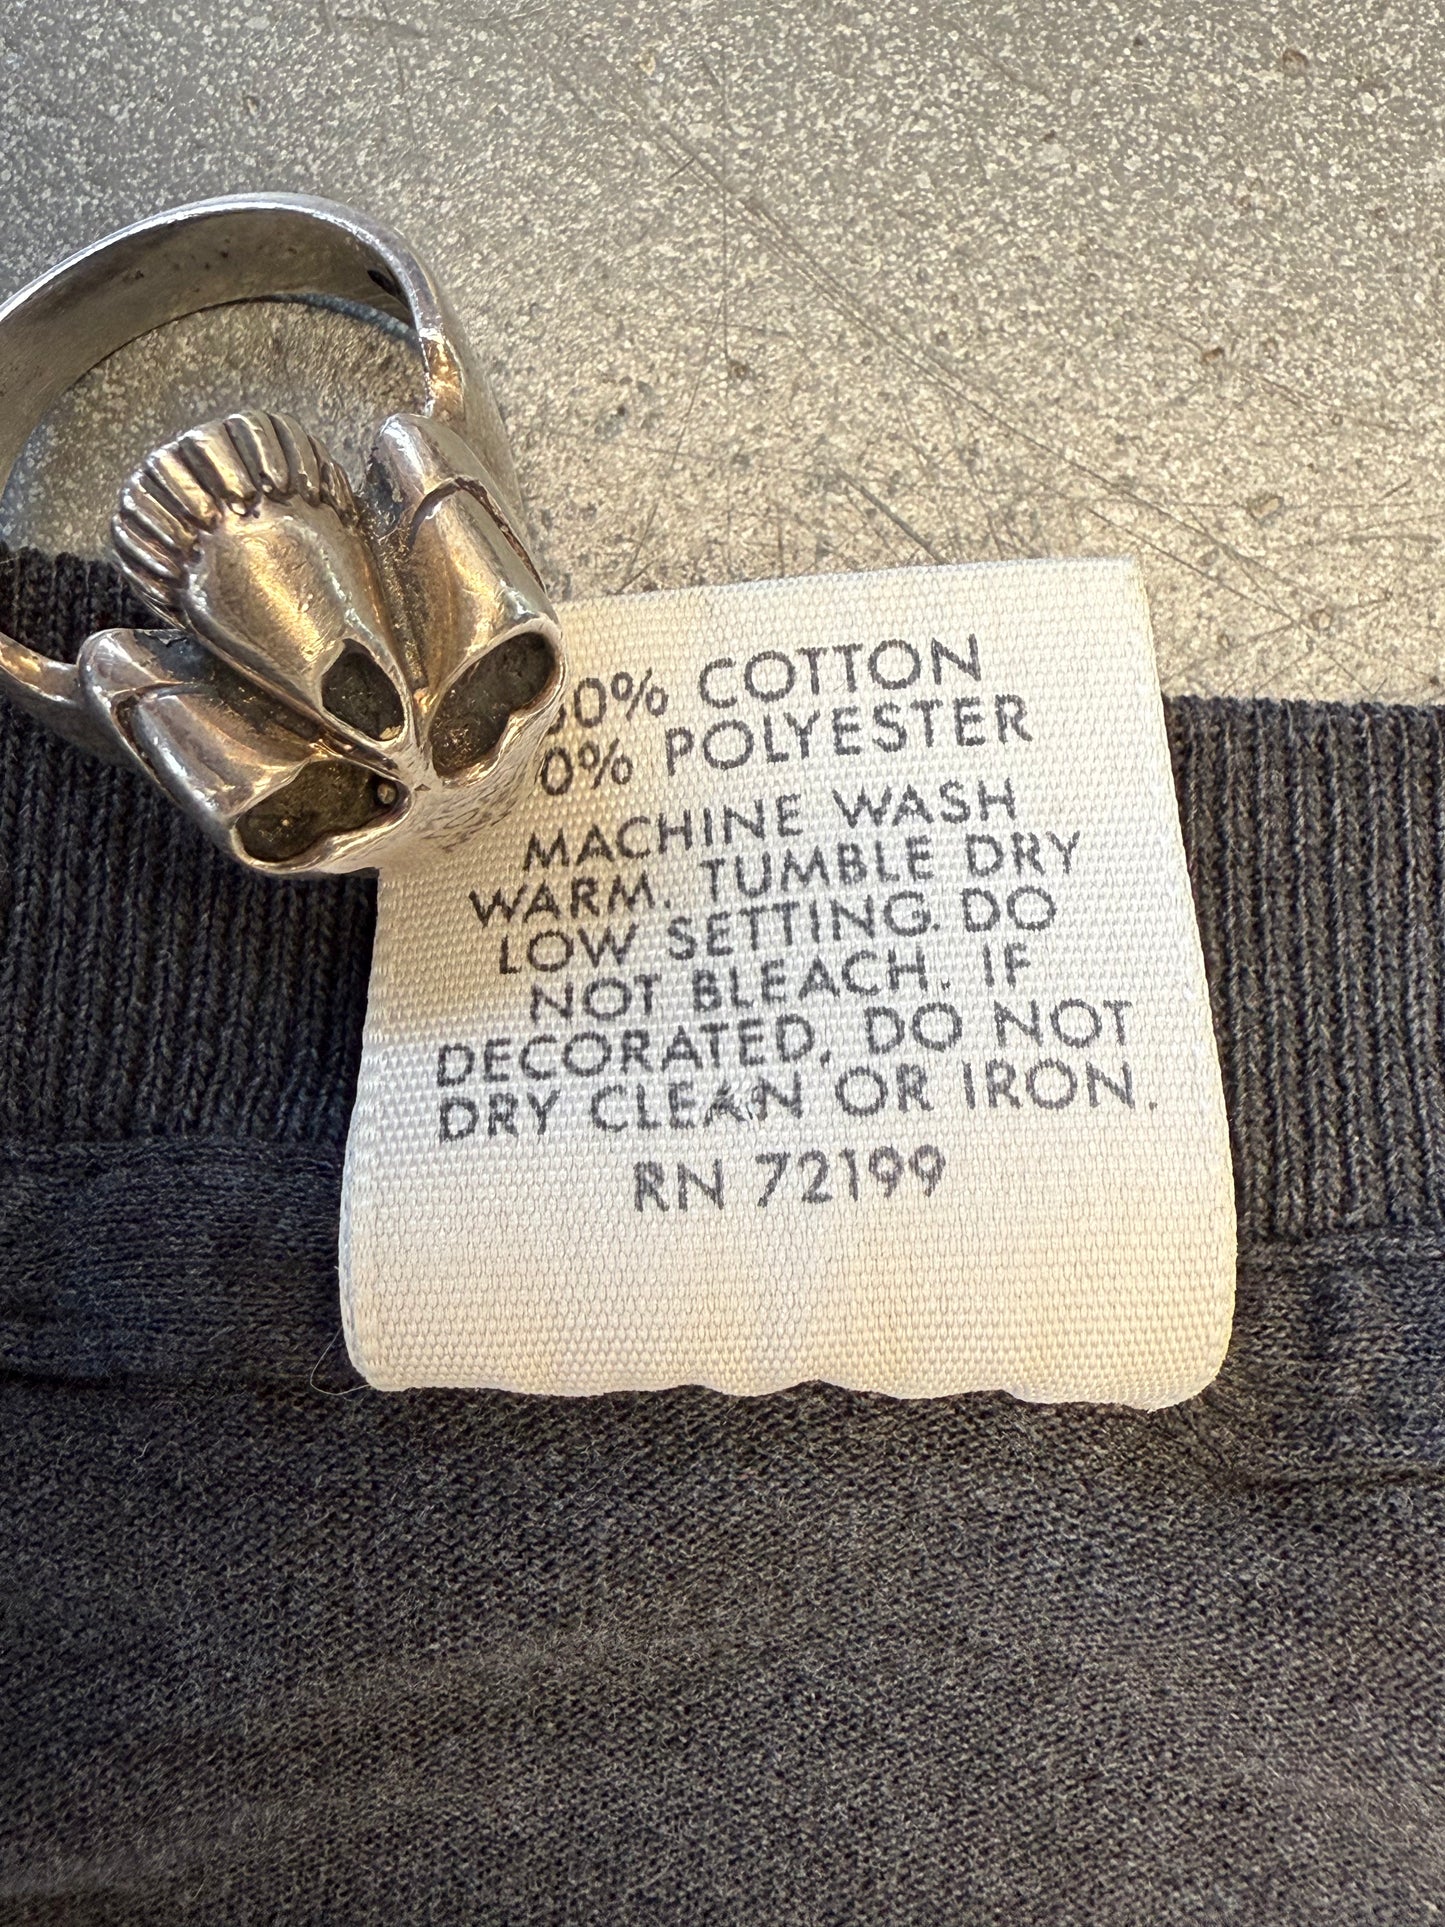 0% COTTON
0% POLYESTER
MACHINE WASH
WARM. TUMBLE DRY
LOW SETTING. DO
NOT BLEACH. IF
DECORATED, DO NOT
DRY CLEAN OR IRON.
RN 72199